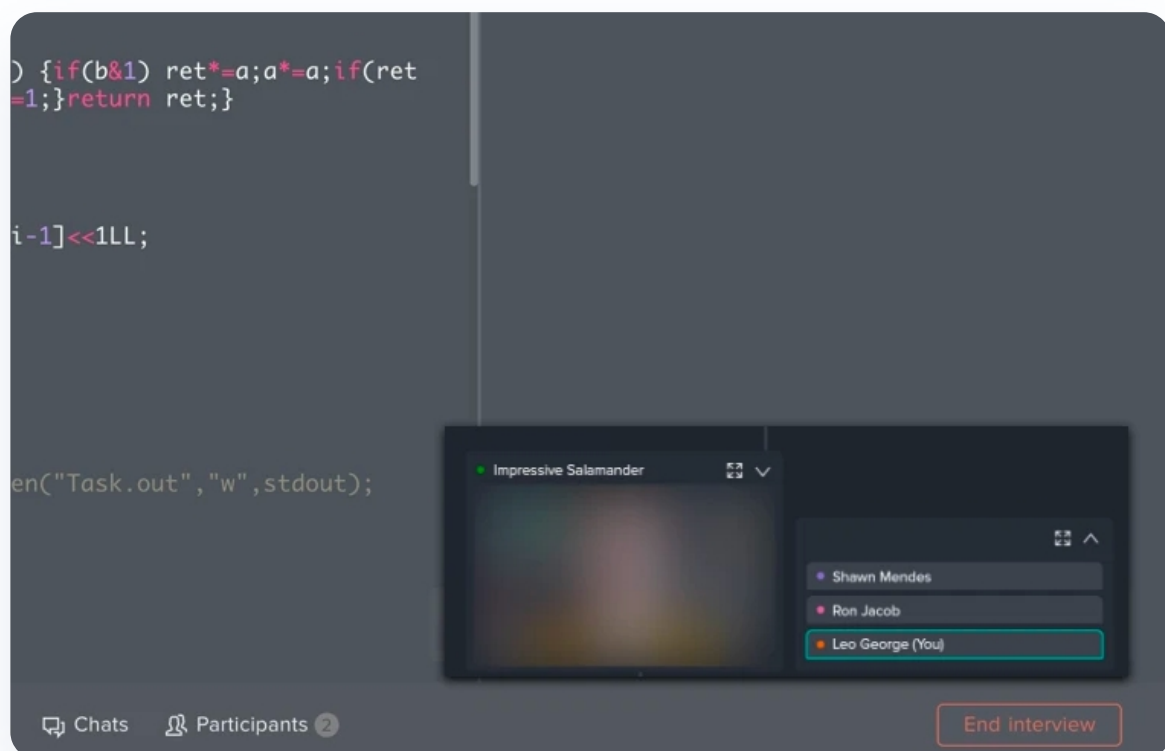 ) {if(b&1) ret*=a;a*=a;if(ret
=1;}return ret;}
i-1]<<1LL;
en("Task.out","w",stdout);
Impressive Salamander
Shawn Mendes
Ron Jacob
Leo George (You)
Chats
Participants 2
End interview